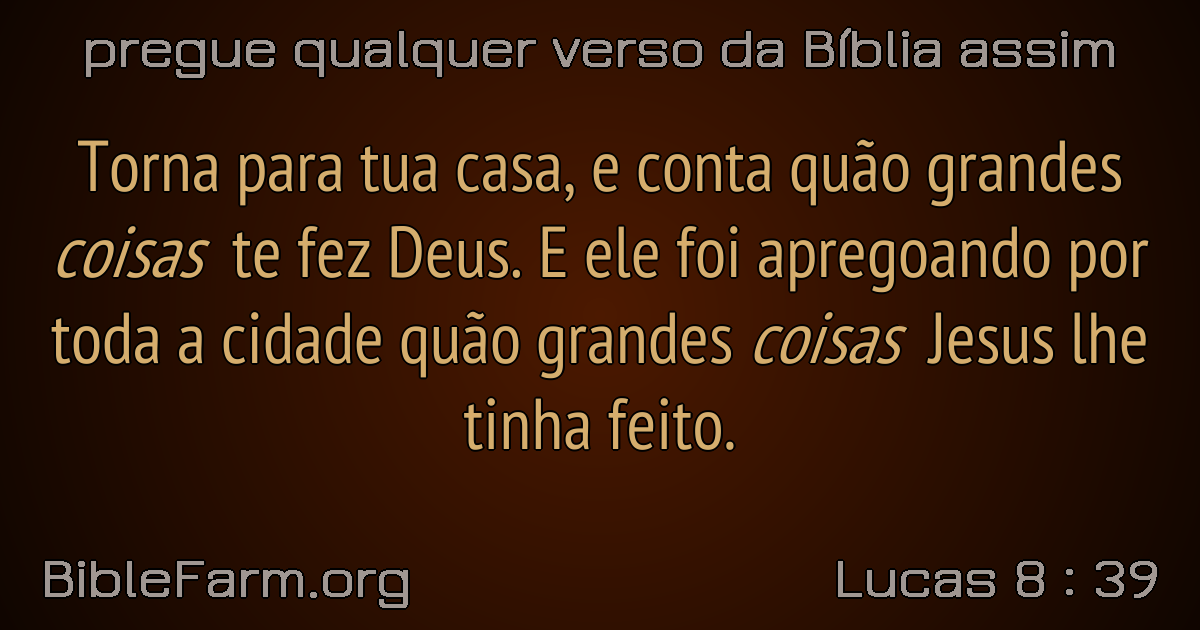 pregue qualquer verso da Bíblia assim
Torna para tua casa, e conta quão grandes
coisas te fez Deus. E ele foi apregoando por
toda a cidade quão grandes coisas Jesus lhe
tinha feito.
BibleFarm.org
Lucas 8 : 39